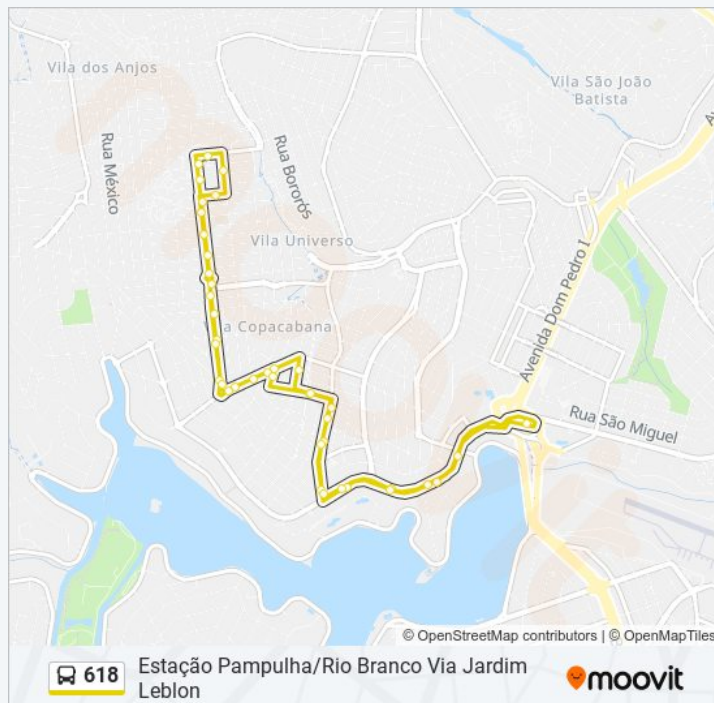 Vila dos Anjos
Vila São João
Batista
Rua México
Rua Bororós
Vila Universo
Avenida Dom Pedro I
Copacabana
Rua São Miguel
© OpenStreetMap contributors | © OpenMapTiles
618
Estação Pampulha/Rio Branco Via Jardim
Leblon
moovit